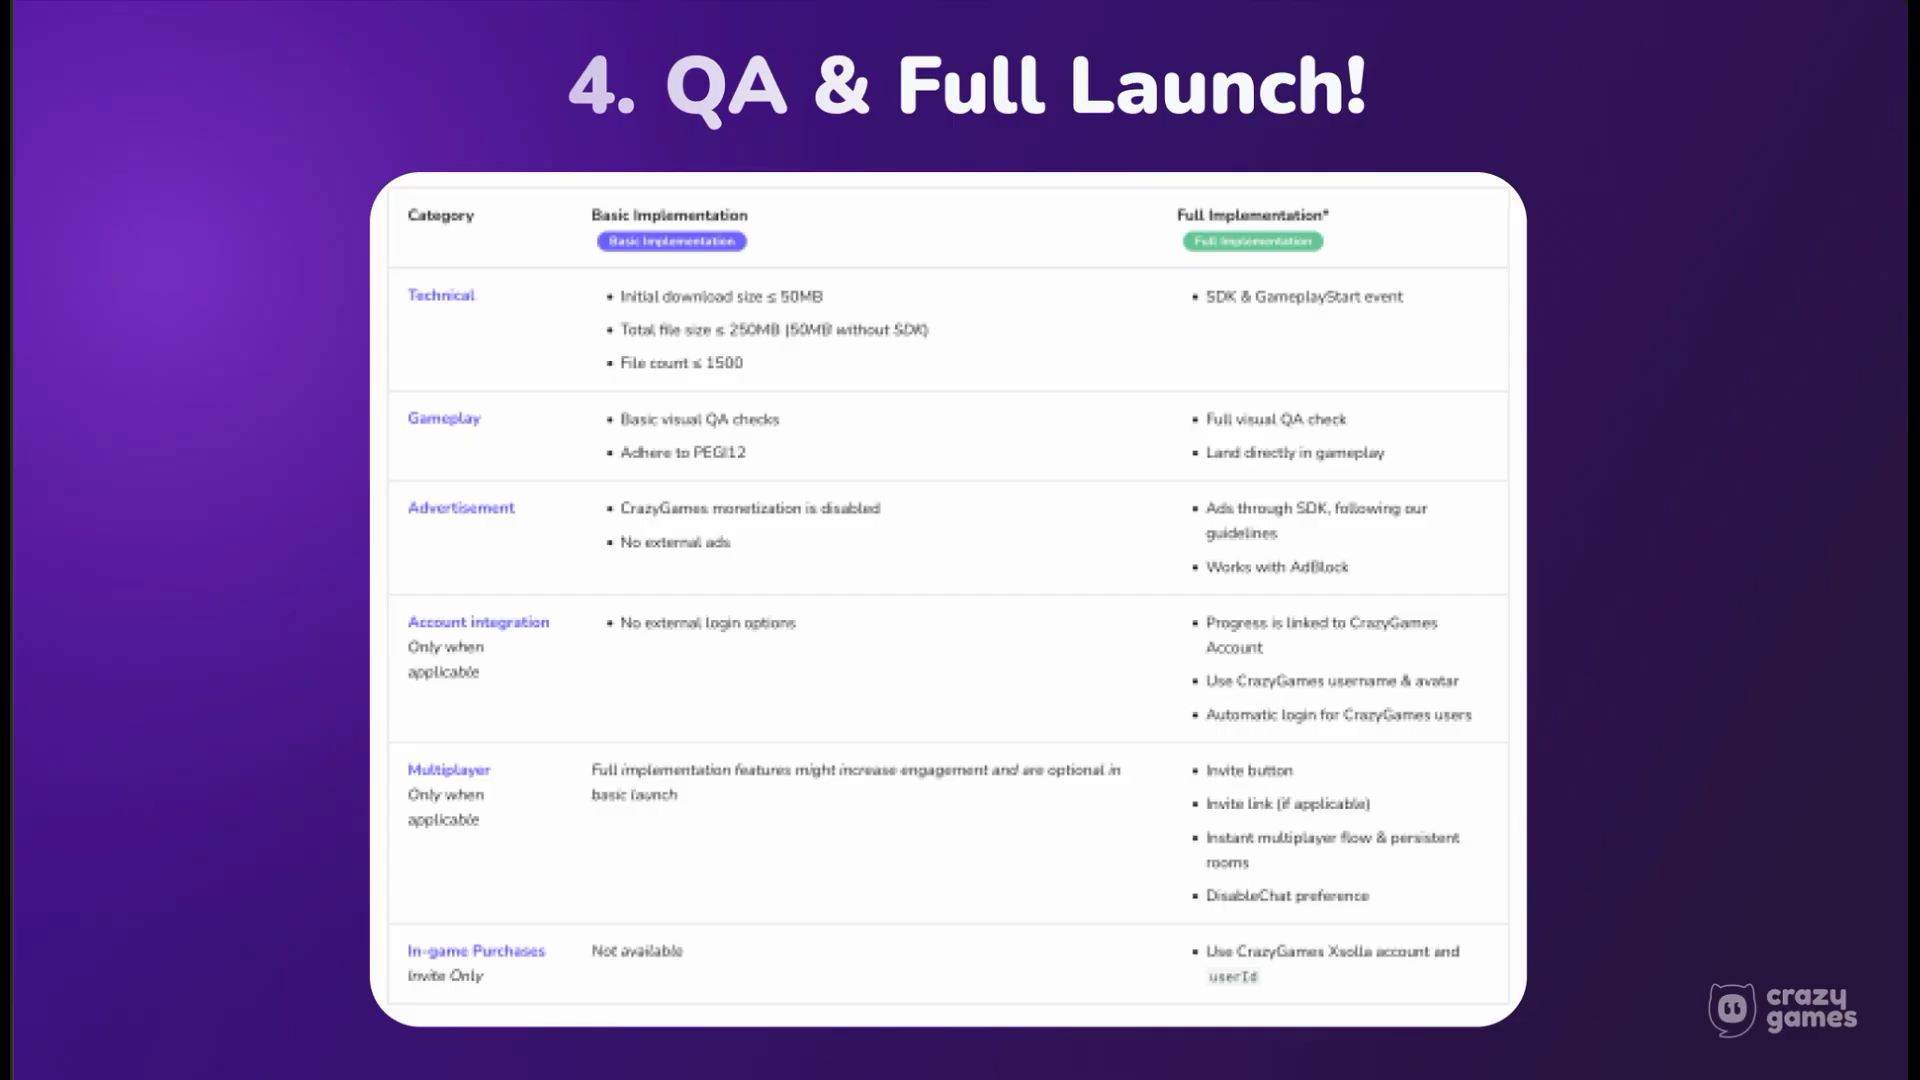 4. QA & Full Launch!
Category
Basic Implementation
Full Implementation*
Basic Implementation
Full Implementation
Technical
• Initial download size ≤ 50MB
• Total file size ≤ 250MB (50MB without SDK)
• File count ≤ 1500
• SDK & GameplayStart event
Gameplay
• Basic visual QA checks
• Adhere to PEGI12
• Full visual QA check
• Land directly in gameplay
Advertisement
• CrazyGames monetization is disabled
• No external ads
• Ads through SDK, following our
guidelines
• Works with AdBlock
Account integration
Only when
applicable
• No external login options
• Progress is linked to CrazyGames
Account
• Use CrazyGames username & avatar
• Automatic login for CrazyGames users
Multiplayer
Only when
applicable
Full implementation features might increase engagement and are optional in
basic launch
• Invite button
• Invite link (if applicable)
• Instant multiplayer flow & persistent
rooms
• DisableChat preference
In-game Purchases
Invite Only
Not available
• Use CrazyGames Xsolla account and
userId
crazy
games